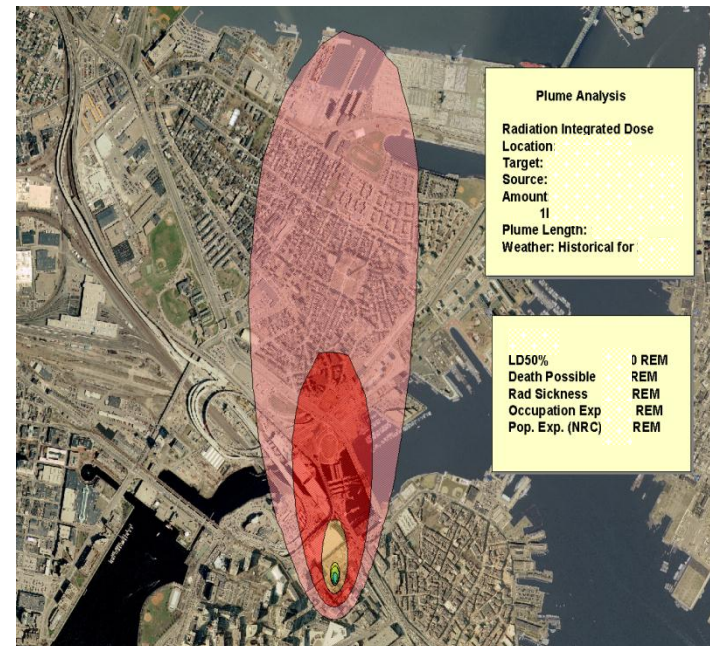 Plume Analysis
Radiation Integrated Dose
Location:
Target:
Source:
Amount
Plume Length:
Weather: Historical for
LD50% 0 REM
Death Possible REM
Rad Sickness REM
Occupation Exp REM
Pop. Exp. (NRC) REM